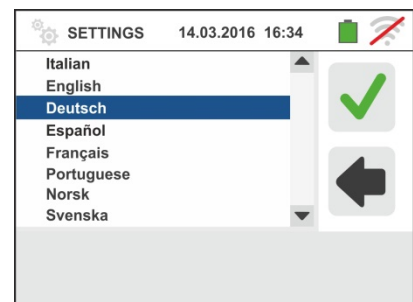 SETTINGS 14.03.2016 16:34
Italian
English
Deutsch
Español
Français
Portuguese
Norsk
Svenska